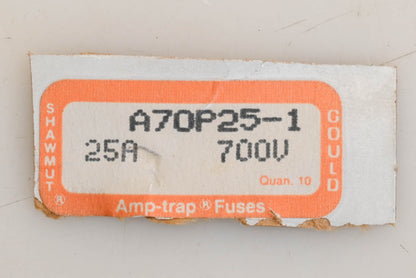 SHAWMUT®
A70P25-1
25A 700V
Quan. 10
GOULD
Amp-trap® Fuses